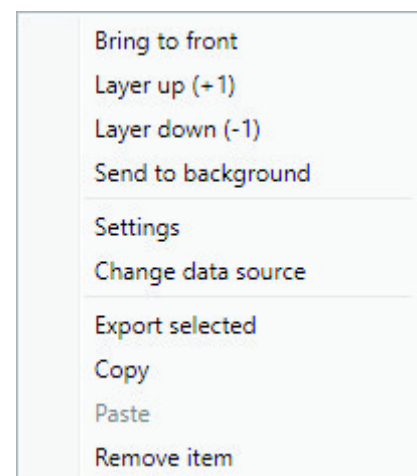 Bring to front
Layer up (+1)
Layer down (-1)
Send to background
Settings
Change data source
Export selected
Copy
Paste
Remove item